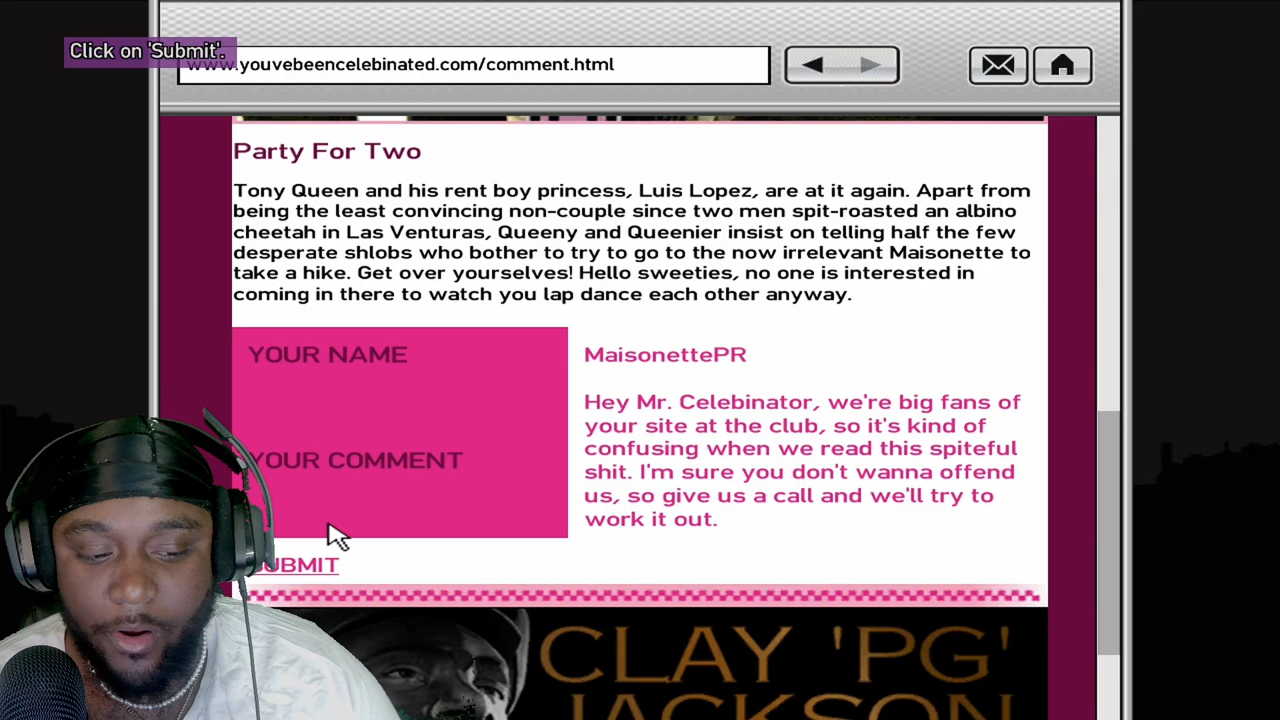 Click on 'Submit'.
www.youvebeencelebinated.com/comment.html
Party For Two
Tony Queen and his rent boy princess, Luis Lopez, are at it again. Apart from
being the least convincing non-couple since two men spit-roasted an albino
cheetah in Las Venturas, Queeny and Queenier insist on telling half the few
desperate shlobs who bother to try to go to the now irrelevant Maisonette to
take a hike. Get over yourselves! Hello sweeties, no one is interested in
coming in there to watch you lap dance each other anyway.
YOUR NAME
YOUR COMMENT
SUBMIT
MaisonettePR
Hey Mr. Celebinator, we're big fans of
your site at the club, so it's kind of
confusing when we read this spiteful
shit. I'm sure you don't wanna offend
us, so give us a call and we'll try to
work it out.
CLAY 'PG'
JACKSON